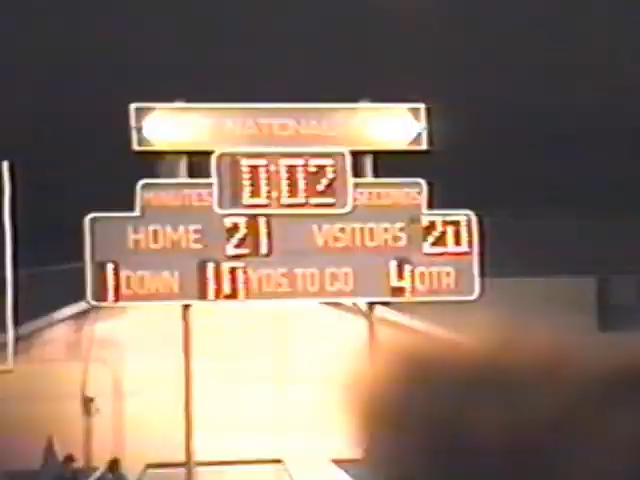 NATIONAL
MINUTES 0:02 SECONDS
HOME 21 VISITORS 20
1 DOWN 10 YDS. TO GO 4 QTR